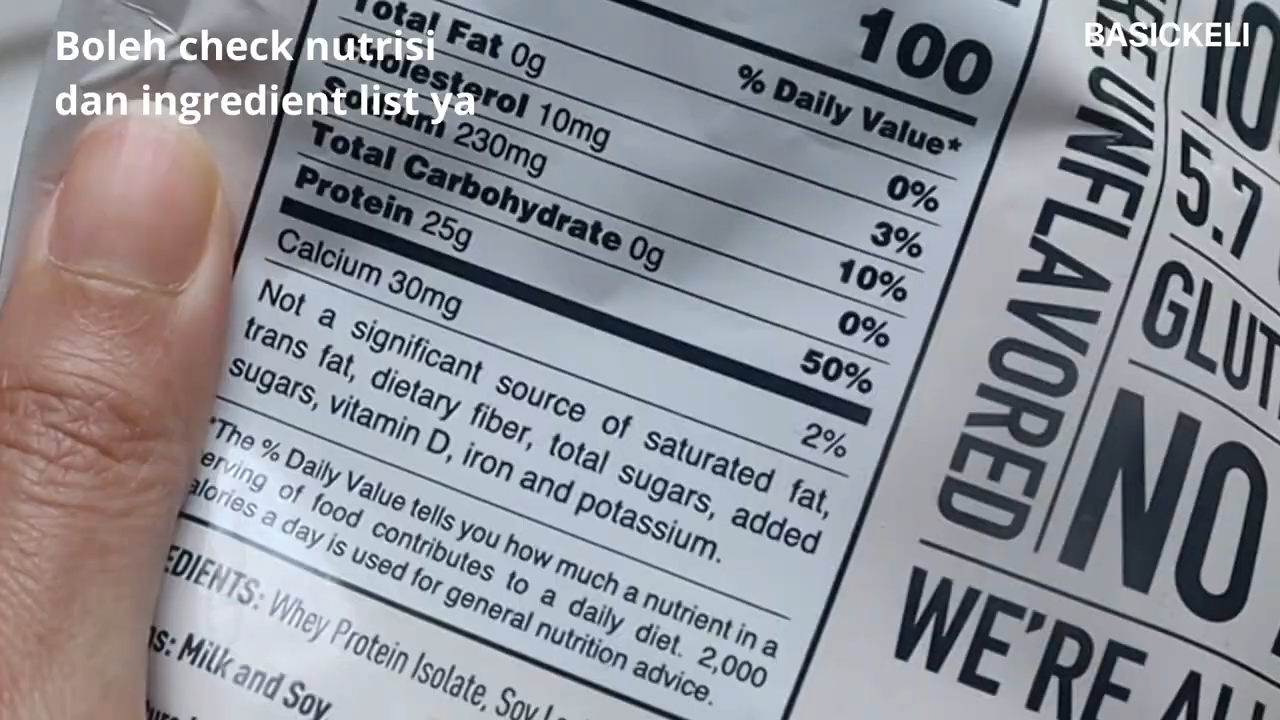 Boleh check nutrisi
dan ingredient list ya
BASICKELI
100
% Daily Value*
Total Fat 0g 0%
Cholesterol 10mg 3%
Sodium 230mg 10%
Total Carbohydrate 0g 0%
Protein 25g 50%
Calcium 30mg 2%
Not a significant source of saturated fat,
trans fat, dietary fiber, total sugars, added
sugars, vitamin D, iron and potassium.
*The % Daily Value tells you how much a nutrient in a
erving of food contributes to a daily diet. 2,000
alories a day is used for general nutrition advice.
EDIENTS: Whey Protein Isolate, Soy
ns: Milk and Soy
UNFLAVORED
5.7
GLUT
NO
WE'RE